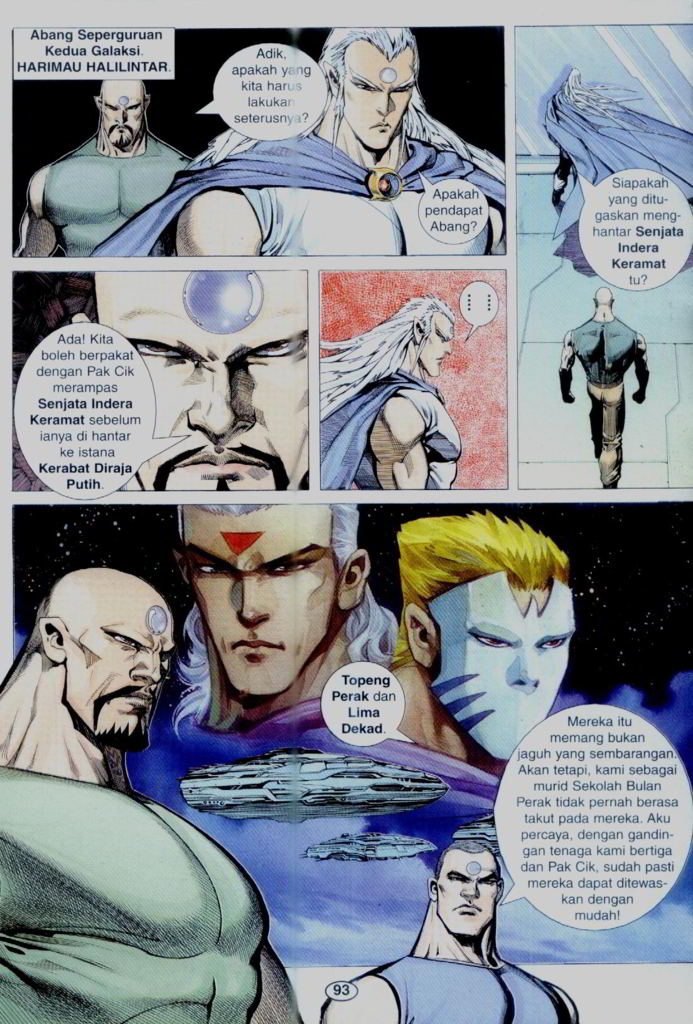 Abang Seperguruan
Kedua Galaksi.
HARIMAU HALILINTAR.
Adik,
apakah yang
kita harus
lakukan
seterusnya?
Apakah
pendapat
Abang?
Siapakah
yang ditu-
gaskan meng-
hantar Senjata
Indera
Keramat
tu?
Ada! Kita
boleh berpakat
dengan Pak Cik
merampas
Senjata Indera
Keramat sebelum
ianya di hantar
ke istana
Kerabat Diraja
Putih.
Topeng
Perak dan
Lima
Dekad.
Mereka itu
memang bukan
jaguh yang sembarangan.
Akan tetapi, kami sebagai
murid Sekolah Bulan
Perak tidak pernah berasa
takut pada mereka. Aku
percaya, dengan gandin-
gan tenaga kami bertiga
dan Pak Cik, sudah pasti
mereka dapat ditewas-
kan dengan
mudah!
93